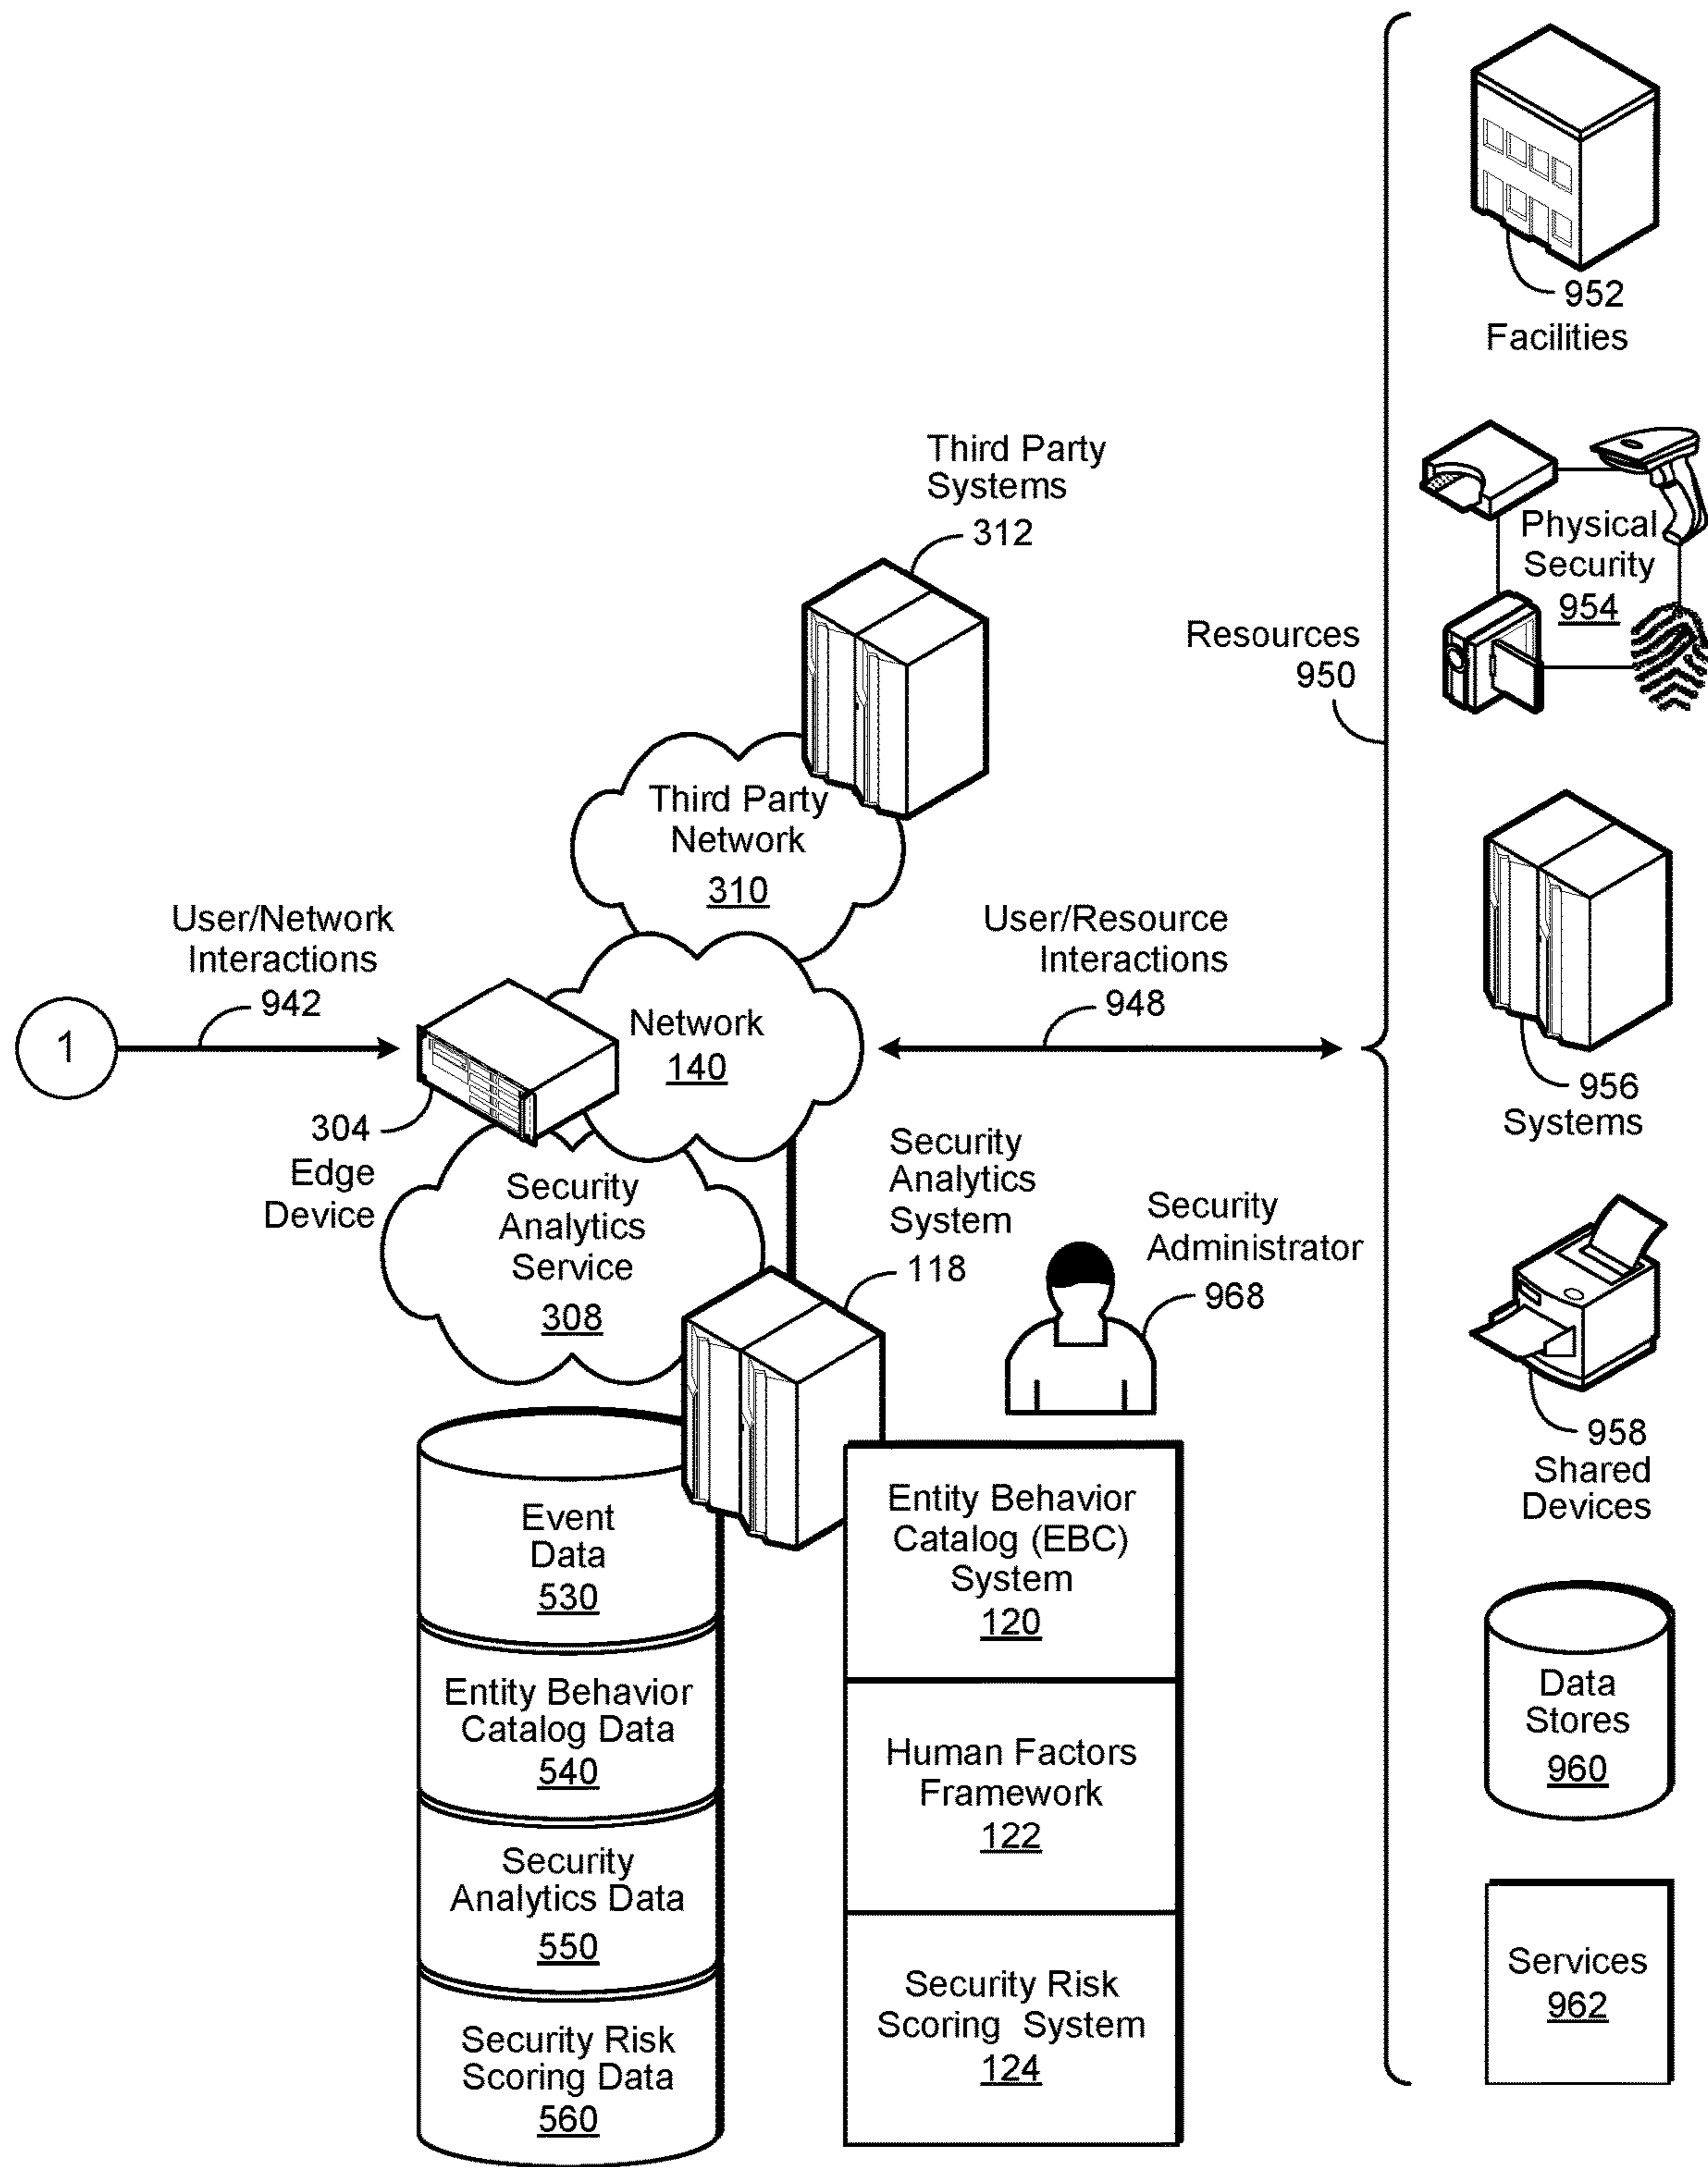 952
Facilities
Third Party
Systems
312
Physical
Security
954
Resources
950
Third Party
Network
310
User/Network
Interactions
942
User/Resource
Interactions
948
1
Network
140
304
Edge
Device
956
Systems
Security
Analytics
Service
308
Security
Analytics
System
118
Security
Administrator
968
958
Shared
Devices
Event
Data
530
Entity Behavior
Catalog (EBC)
System
120
Entity Behavior
Catalog Data
540
Human Factors
Framework
122
Data
Stores
960
Security
Analytics Data
550
Security Risk
Scoring System
124
Services
962
Security Risk
Scoring Data
560